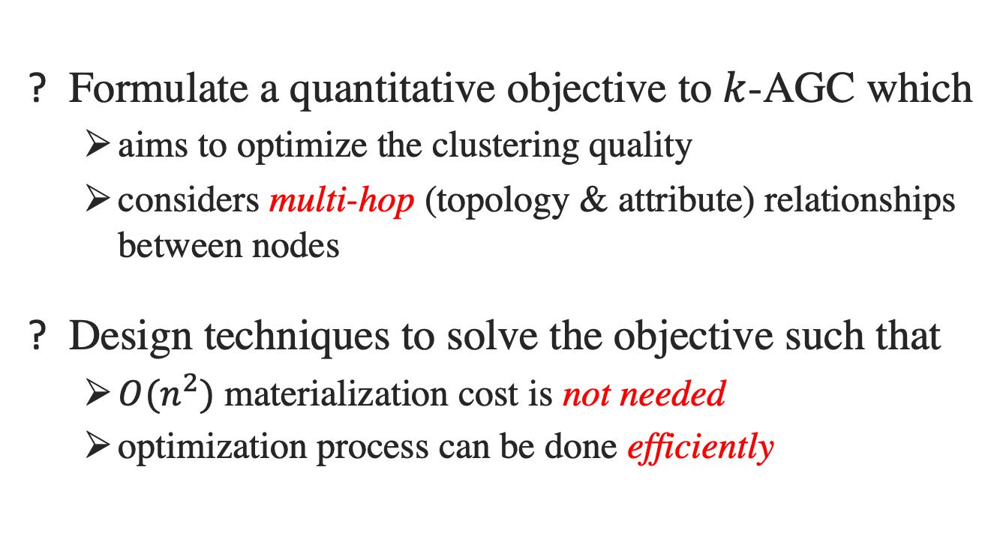 ? Formulate a quantitative objective to k-AGC which
➢ aims to optimize the clustering quality
➢ considers multi-hop (topology & attribute) relationships
between nodes
? Design techniques to solve the objective such that
➢ O(n²) materialization cost is not needed
➢ optimization process can be done efficiently